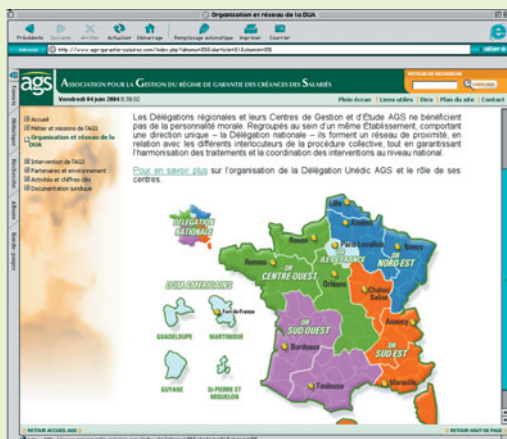 Organisation et réseau de la DUA
Précédente Suivante Arrêter Actualiser Démarrage Remplissage automatique Imprimer Courrier
ags ASSOCIATION POUR LA GESTION DU RÉGIME DE GARANTIE DES CRÉANCES DES SALARIÉS
MOTEUR DE RECHERCHE
Vendredi 04 juin 2004
Plein écran | Liens utiles | Dico | Plan du site | Contact
Accueil
Métier et missions de l'AGS
Organisation et réseau de la
DUA
Intervention de l'AGS
Partenaires et environnement
Activités et chiffres clés
Documentation juridique
Les Délégations régionales et leurs Centres de Gestion et d'Étude AGS ne bénéficient
pas de la personnalité morale. Regroupés au sein d'un même Établissement, comportant
une direction unique – la Délégation nationale – ils forment un réseau de proximité, en
relation avec les différents interlocuteurs de la procédure collective, tout en garantissant
l'harmonisation des traitements et la coordination des interventions au niveau national.
Pour en savoir plus sur l'organisation de la Délégation Unédic AGS et le rôle de ses
centres.
DÉLÉGATION
NATIONALE
Lille
Amiens
Rouen
Paris-Levallois
Nancy
DR
ILE DE FRANCE
DR
NORD-EST
Rennes
DR
CENTRE-OUEST
Orléans
Chalon/
Saône
DOM-AMÉRICAINS
Fort-de-France
GUADELOUPE
MARTINIQUE
GUYANE
ST-PIERRE ET
MIQUELON
DR
SUD-OUEST
Annecy
DR
SUD-EST
Bordeaux
Toulouse
Marseille
RETOUR ACCUEIL AGS
RETOUR HAUT DE PAGE